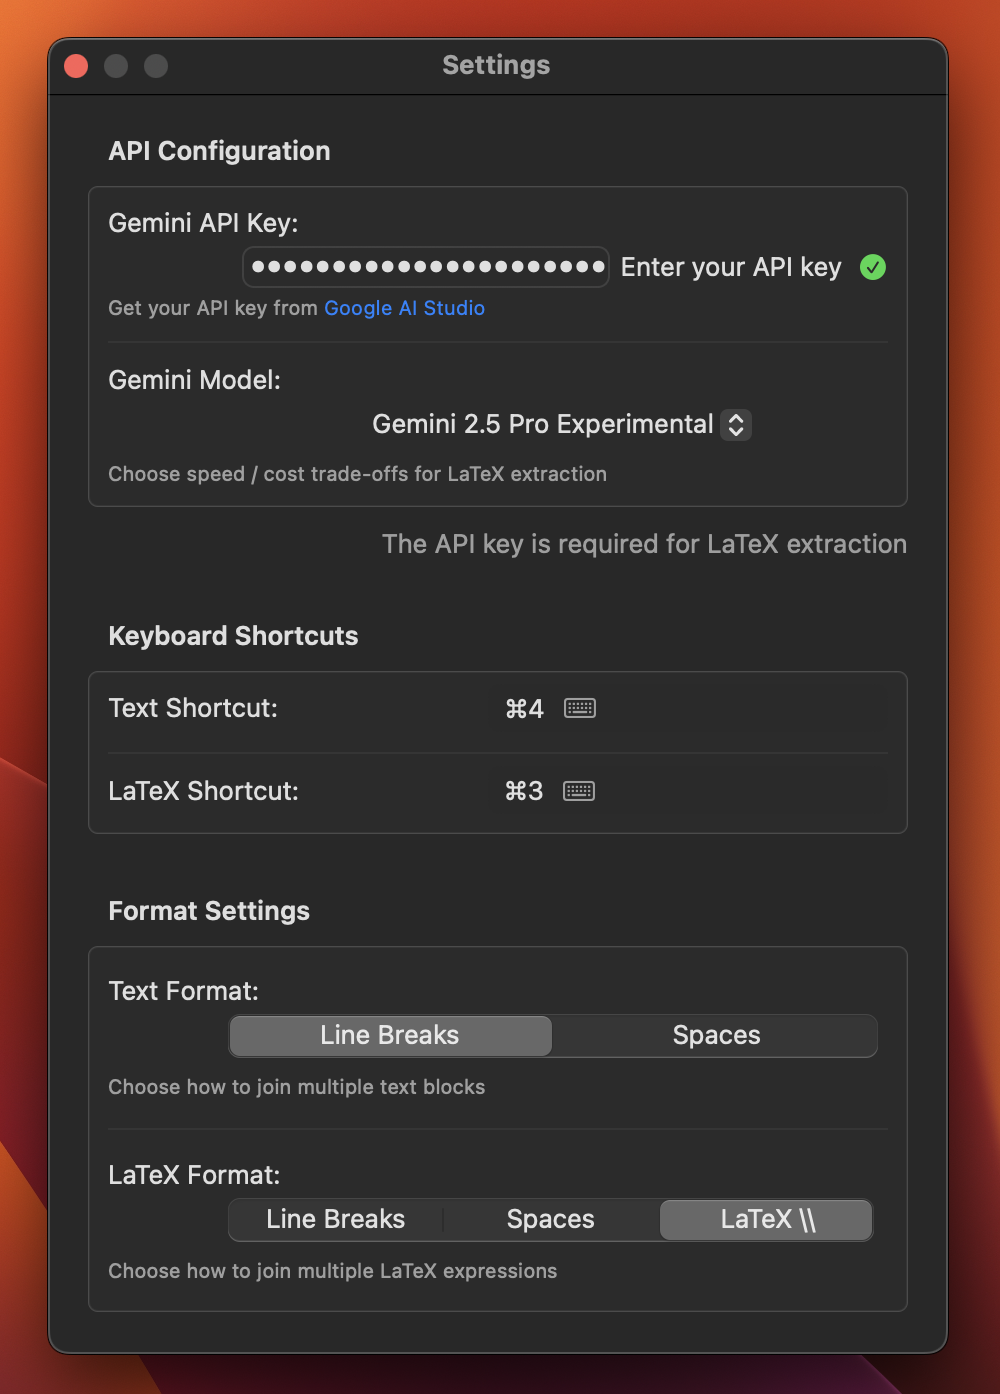 Settings
API Configuration
Gemini API Key:
•••••••••••••••••••••• Enter your API key
Get your API key from Google AI Studio
Gemini Model:
Gemini 2.5 Pro Experimental
Choose speed / cost trade-offs for LaTeX extraction
The API key is required for LaTeX extraction
Keyboard Shortcuts
Text Shortcut: ⌘4
LaTeX Shortcut: ⌘3
Format Settings
Text Format:
Line Breaks Spaces
Choose how to join multiple text blocks
LaTeX Format:
Line Breaks Spaces LaTeX \\
Choose how to join multiple LaTeX expressions